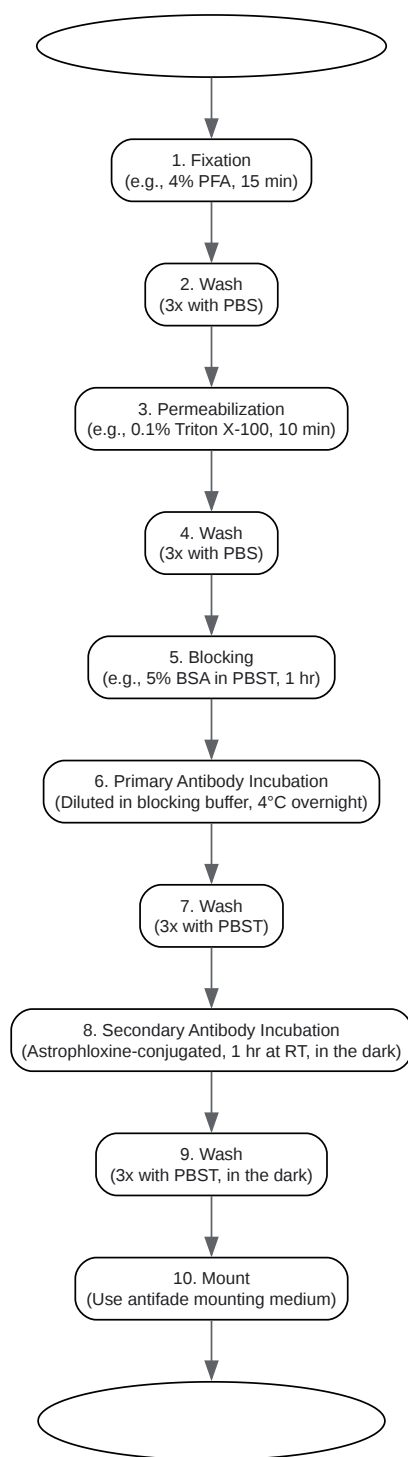 1. Fixation
(e.g., 4% PFA, 15 min)
2. Wash
(3x with PBS)
3. Permeabilization
(e.g., 0.1% Triton X-100, 10 min)
4. Wash
(3x with PBS)
5. Blocking
(e.g., 5% BSA in PBST, 1 hr)
6. Primary Antibody Incubation
(Diluted in blocking buffer, 4°C overnight)
7. Wash
(3x with PBST)
8. Secondary Antibody Incubation
(Astrophloxine-conjugated, 1 hr at RT, in the dark)
9. Wash
(3x with PBST, in the dark)
10. Mount
(Use antifade mounting medium)